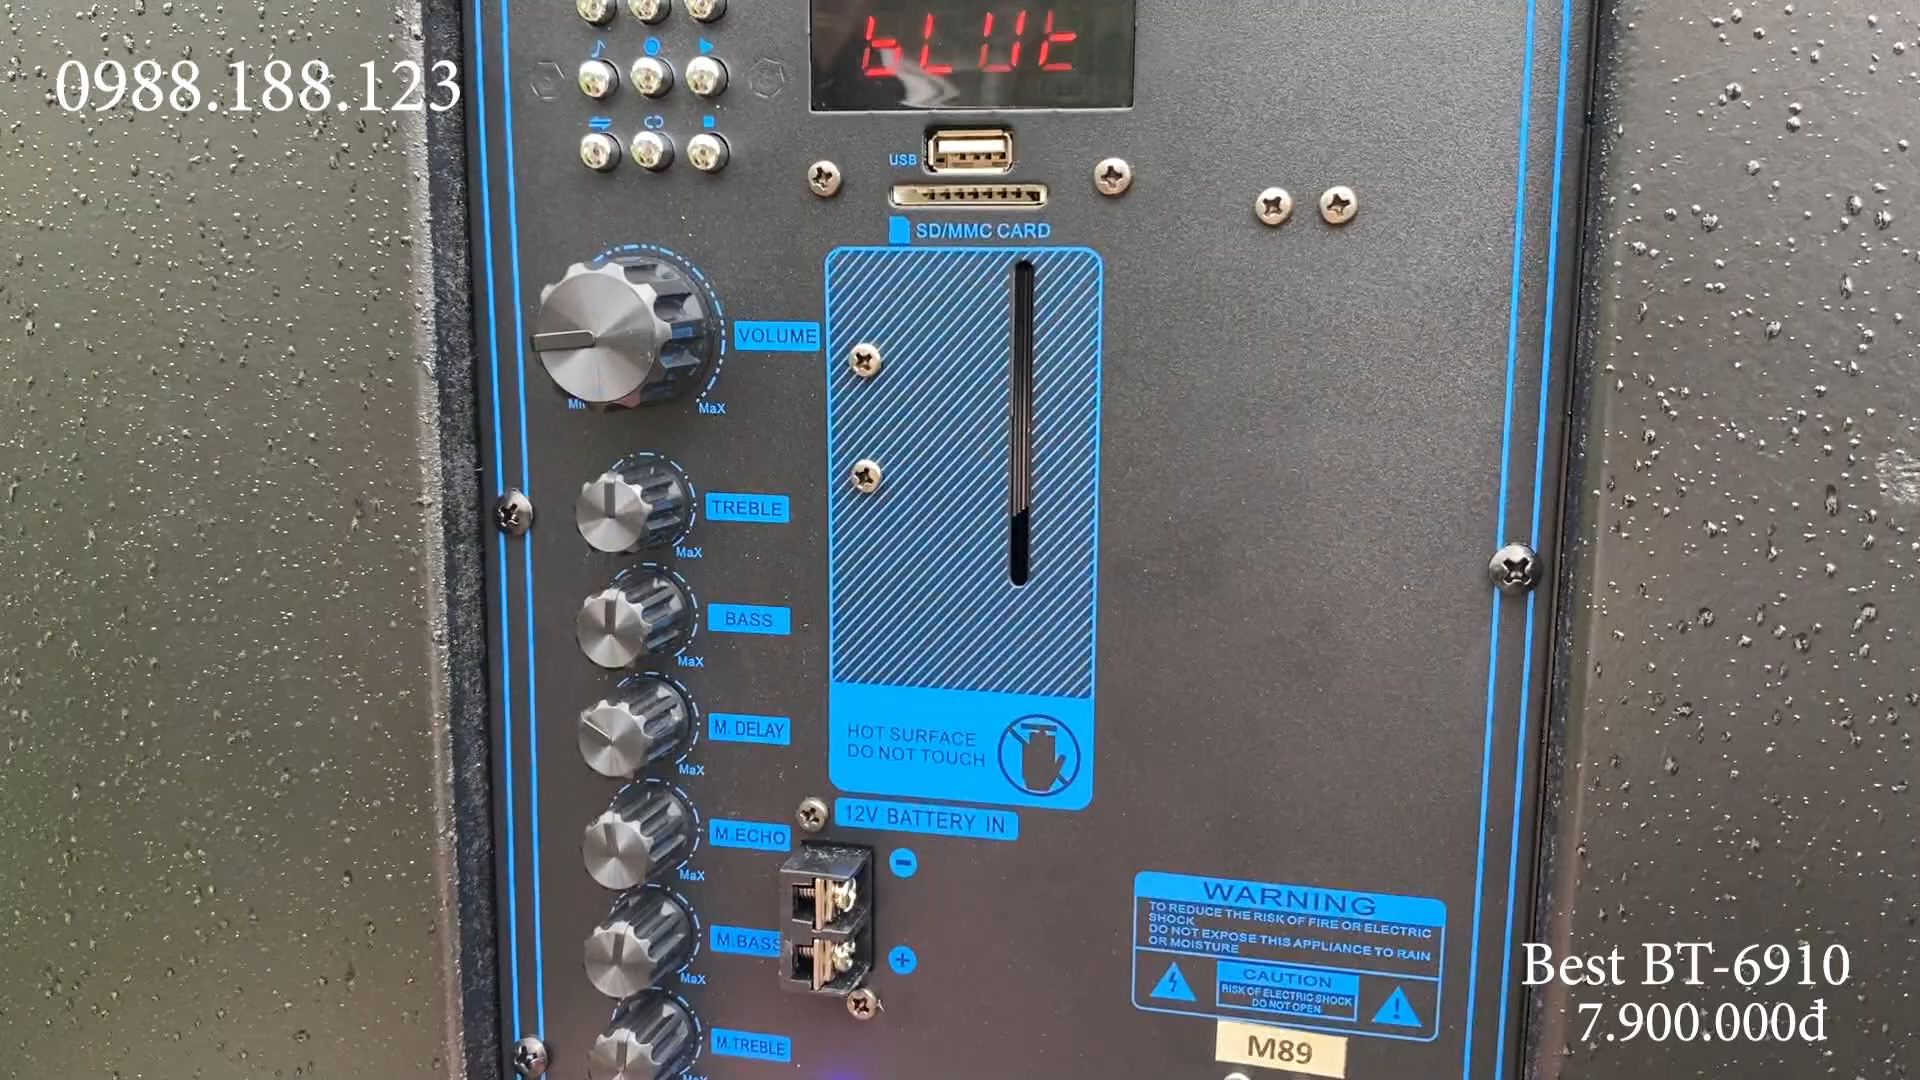 0988.188.123
bLUt
USB
SD/MMC CARD
VOLUME
MaX
TREBLE
MaX
BASS
MaX
M. DELAY
MaX
M.ECHO
MaX
M.BASS
MaX
M.TREBLE
HOT SURFACE
DO NOT TOUCH
12V BATTERY IN
-
+
WARNING
TO REDUCE THE RISK OF FIRE OR ELECTRIC
SHOCK
DO NOT EXPOSE THIS APPLIANCE TO RAIN
OR MOISTURE
CAUTION
RISK OF ELECTRIC SHOCK
DO NOT OPEN
M89
Best BT-6910
7.900.000đ